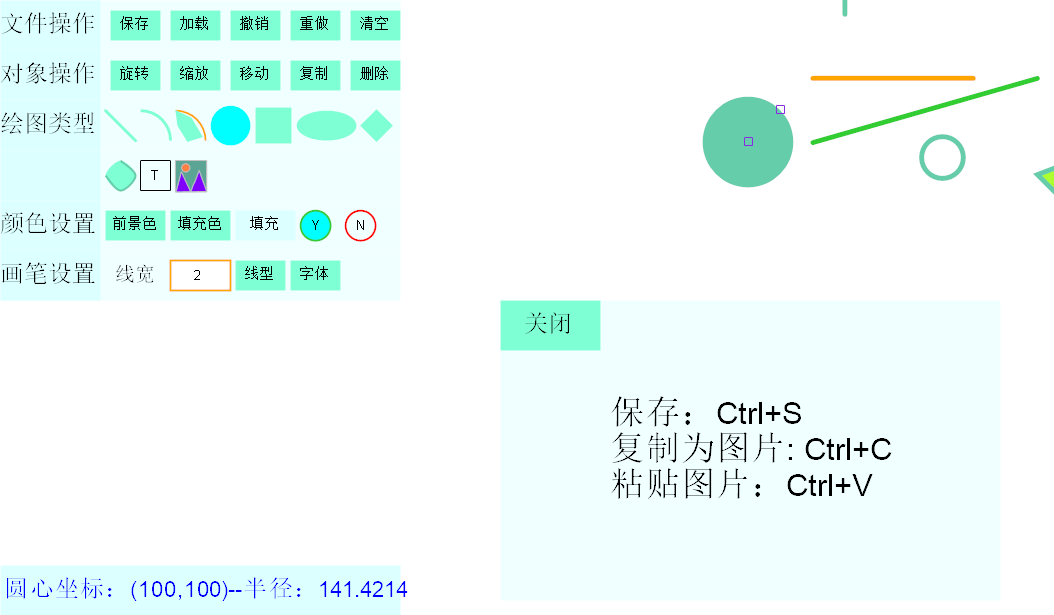 文件操作 保存 加载 撤销 重做 清空
对象操作 旋转 缩放 移动 复制 删除
绘图类型
T
颜色设置 前景色 填充色 填充 Y N
画笔设置 线宽 2 线型 字体
关闭
保存：Ctrl+S
复制为图片: Ctrl+C
粘贴图片：Ctrl+V
圆心坐标：(100,100)--半径：141.4214